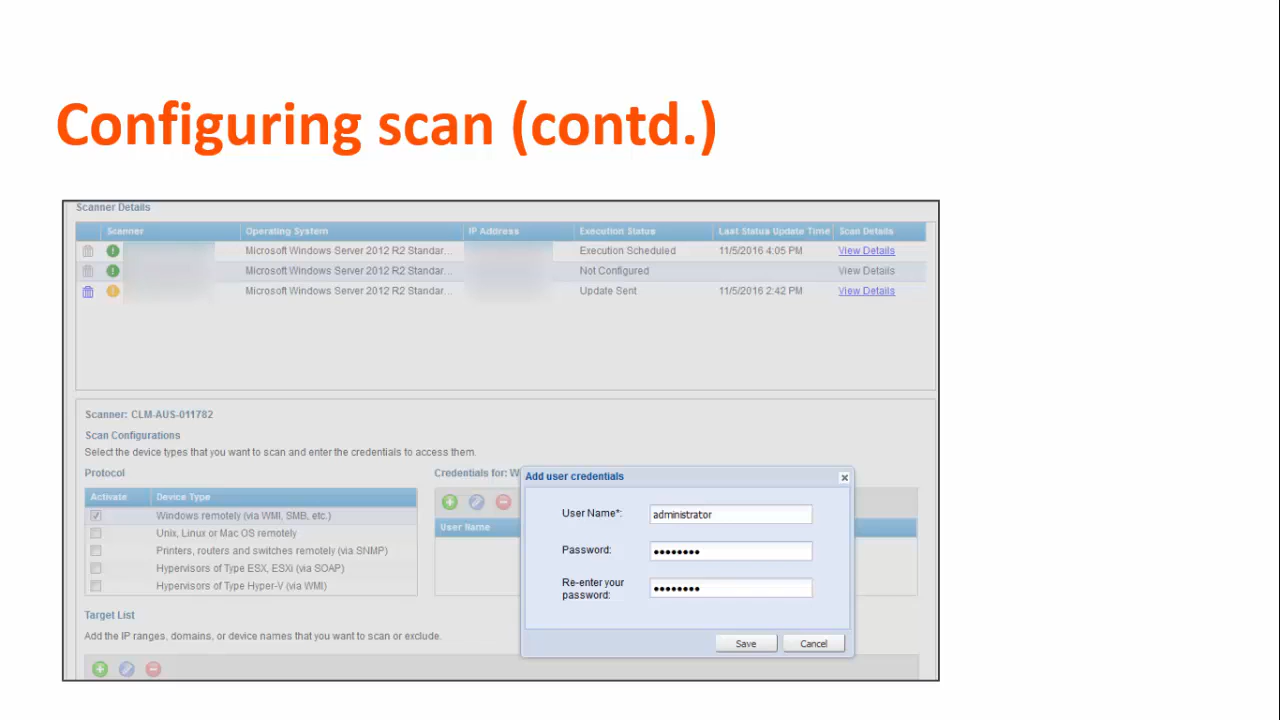 Configuring scan (contd.)
Scanner Details
Scanner Operating System IP Address Execution Status Last Status Update Time Scan Details
Microsoft Windows Server 2012 R2 Standar... Execution Scheduled 11/5/2016 4:05 PM View Details
Microsoft Windows Server 2012 R2 Standar... Not Configured View Details
Microsoft Windows Server 2012 R2 Standar... Update Sent 11/5/2016 2:42 PM View Details
Scanner: CLM-AUS-011782
Scan Configurations
Select the device types that you want to scan and enter the credentials to access them.
Protocol
Activate Device Type
Windows remotely (via WMI, SMB, etc.)
Unix, Linux or Mac OS remotely
Printers, routers and switches remotely (via SNMP)
Hypervisors of Type ESX, ESXi (via SOAP)
Hypervisors of Type Hyper-V (via WMI)
Credentials for: W
User Name
Add user credentials
User Name*: administrator
Password: ••••••••
Re-enter your
password: ••••••••
Save Cancel
Target List
Add the IP ranges, domains, or device names that you want to scan or exclude.